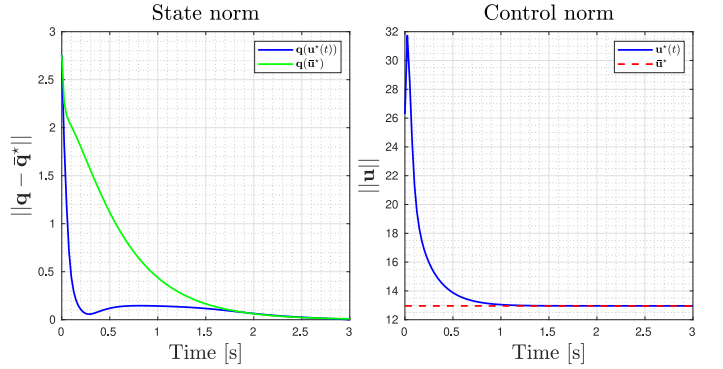 State norm
||q − q̄⋆||
3
2.5
2
1.5
1
0.5
0
0 0.5 1 1.5 2 2.5 3
Time [s]
q(u⋆(t))
q(ū⋆)
Control norm
||u||
32
30
28
26
24
22
20
18
16
14
12
0 0.5 1 1.5 2 2.5 3
Time [s]
u⋆(t)
ū⋆